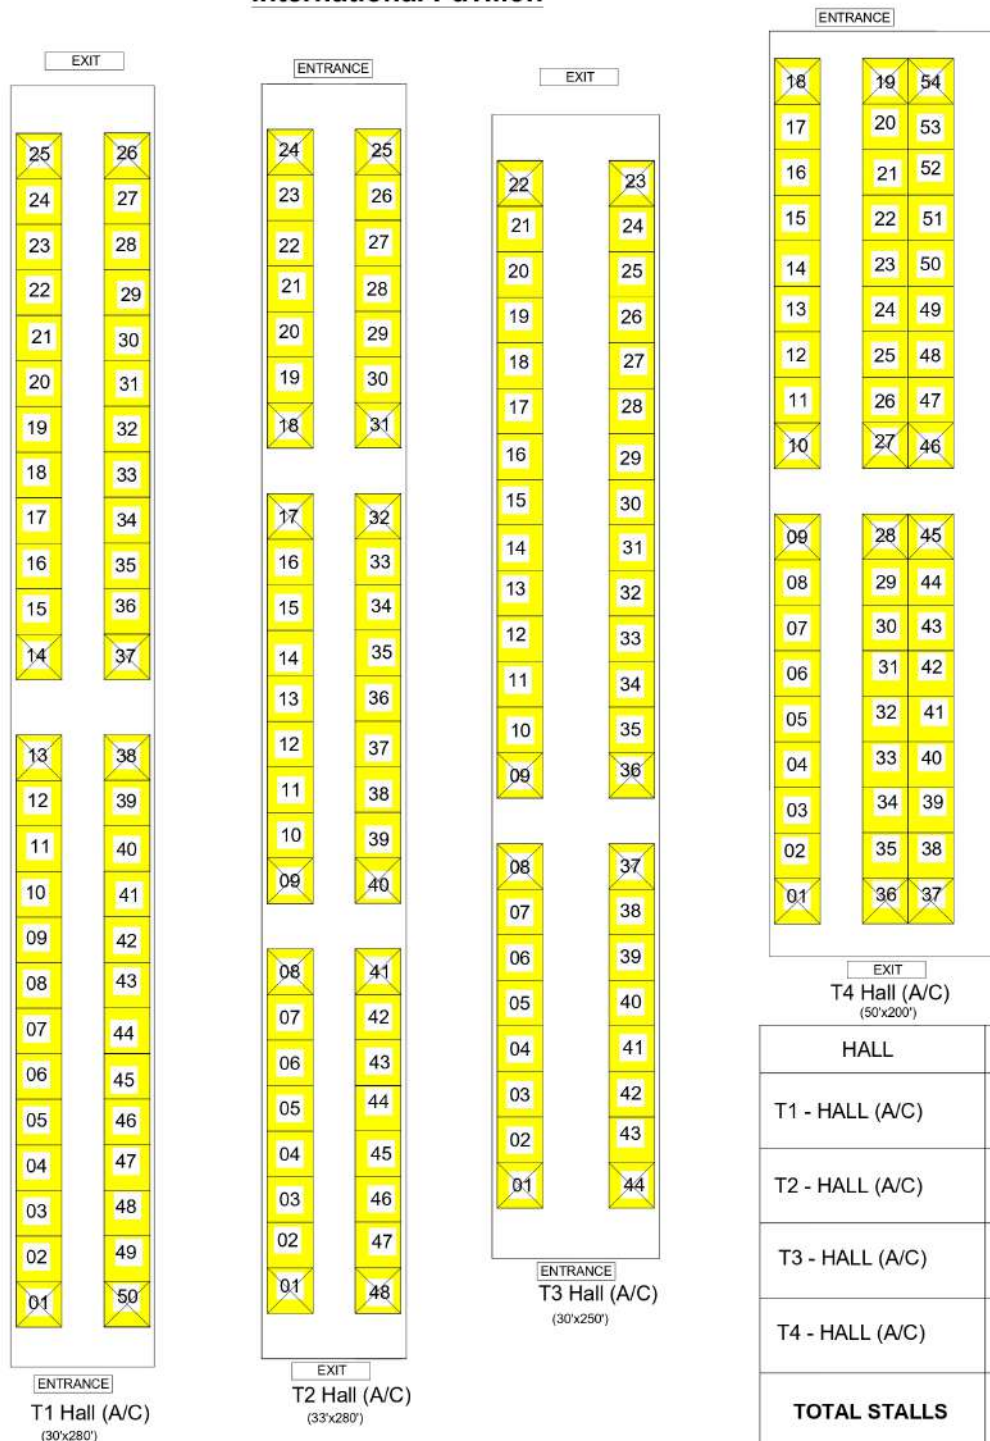 International Pavilion
EXIT
25 26
24 27
23 28
22 29
21 30
20 31
19 32
18 33
17 34
16 35
15 36
14 37
13 38
12 39
11 40
10 41
09 42
08 43
07 44
06 45
05 46
04 47
03 48
02 49
01 50
ENTRANCE
T1 Hall (A/C)
(30'x280')
ENTRANCE
24 25
23 26
22 27
21 28
20 29
19 30
18 31
17 32
16 33
15 34
14 35
13 36
12 37
11 38
10 39
09 40
08 41
07 42
06 43
05 44
04 45
03 46
02 47
01 48
EXIT
T2 Hall (A/C)
(33'x280')
EXIT
22 23
21 24
20 25
19 26
18 27
17 28
16 29
15 30
14 31
13 32
12 33
11 34
10 35
09 36
08 37
07 38
06 39
05 40
04 41
03 42
02 43
01 44
ENTRANCE
T3 Hall (A/C)
(30'x250')
ENTRANCE
18 19 54
17 20 53
16 21 52
15 22 51
14 23 50
13 24 49
12 25 48
11 26 47
10 27 46
09 28 45
08 29 44
07 30 43
06 31 42
05 32 41
04 33 40
03 34 39
02 35 38
01 36 37
EXIT
T4 Hall (A/C)
(50'x200')
HALL
T1 - HALL (A/C)
T2 - HALL (A/C)
T3 - HALL (A/C)
T4 - HALL (A/C)
TOTAL STALLS